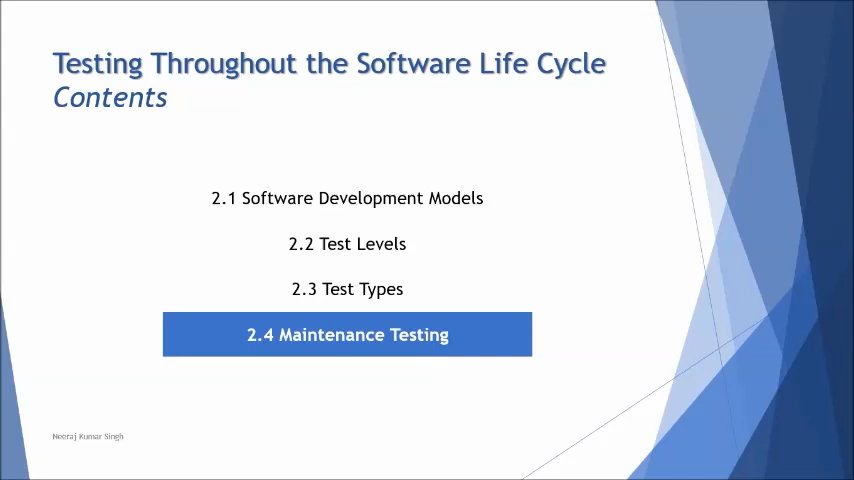 Testing Throughout the Software Life Cycle
Contents
2.1 Software Development Models
2.2 Test Levels
2.3 Test Types
2.4 Maintenance Testing
Neeraj Kumar Singh